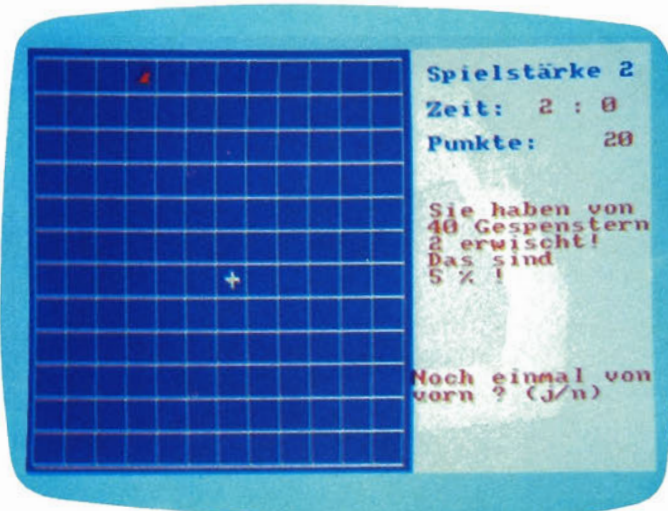 Spielstärke 2
Zeit: 2 : 0
Punkte: 20
Sie haben von
40 Gespenstern
2 erwischt!
Das sind
5 % !
Noch einmal von
vorn ? (j/n)